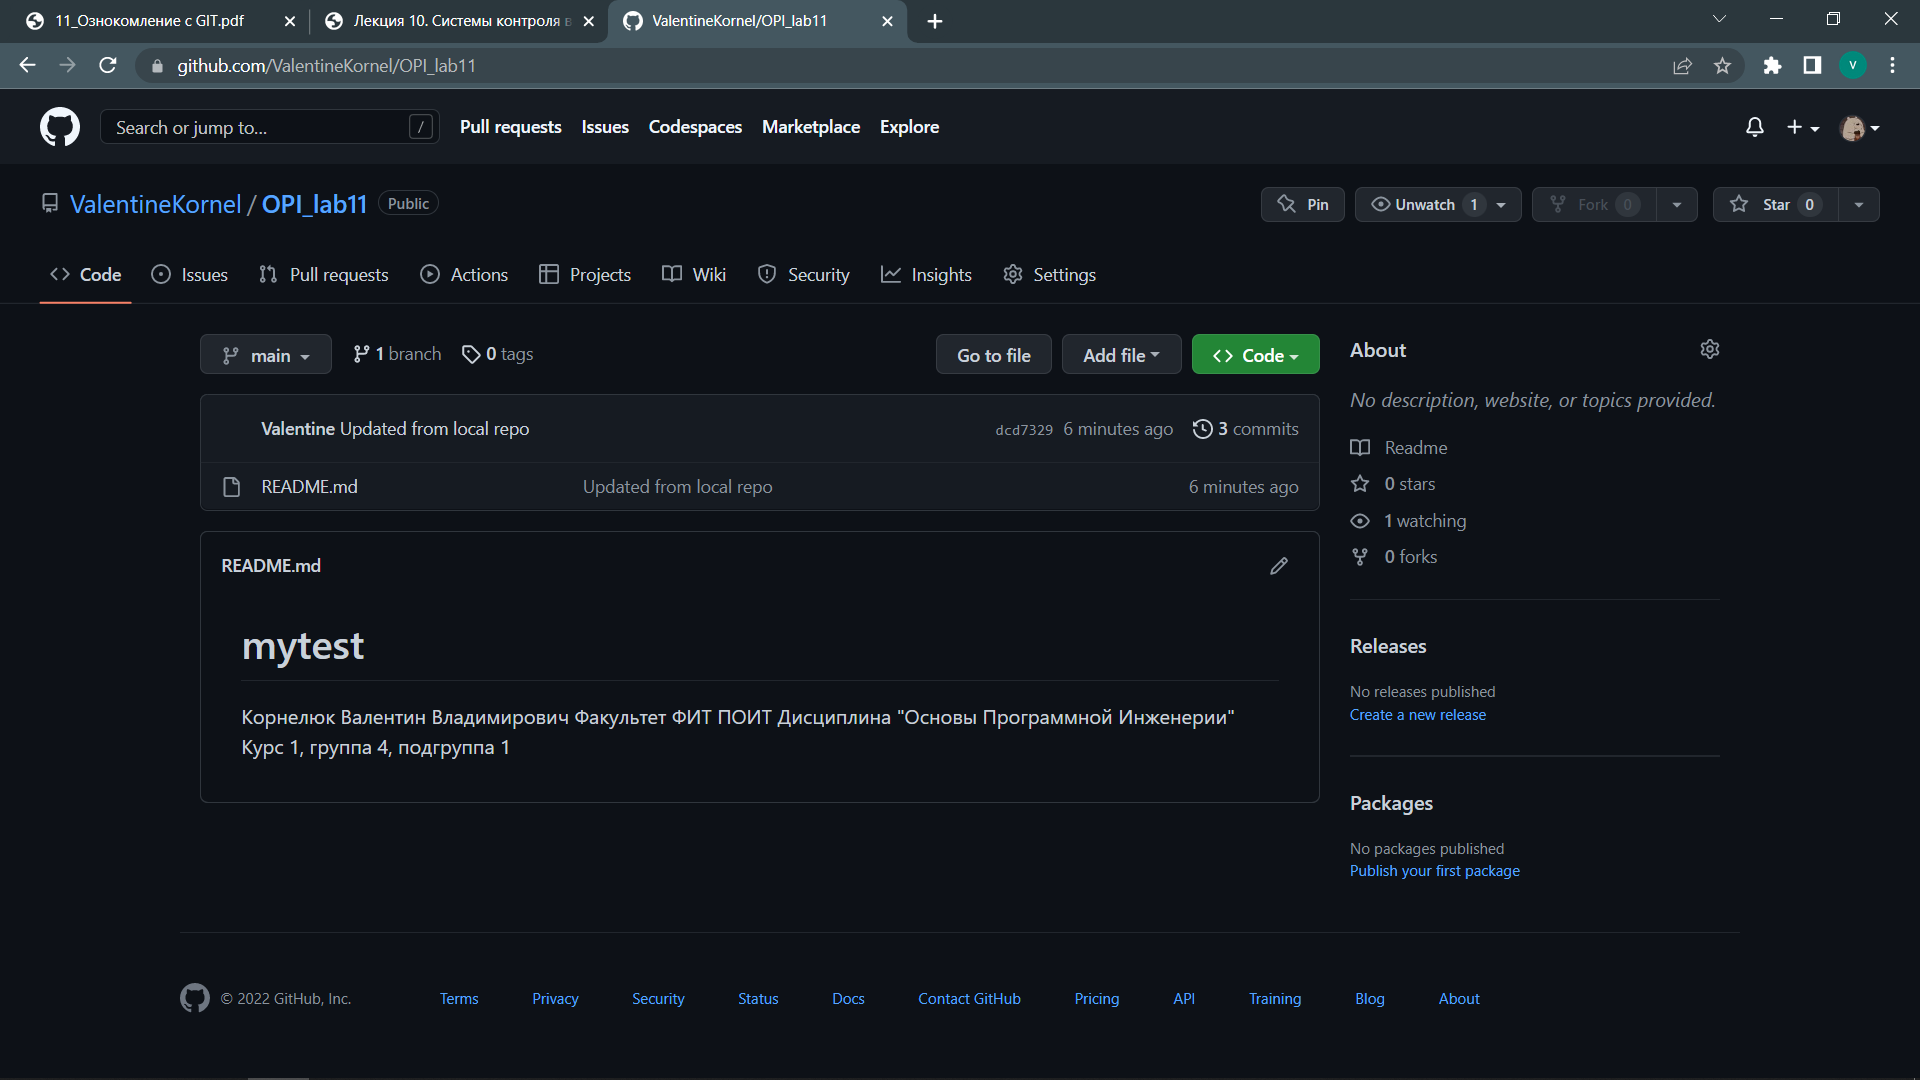 11_Ознокомление с GIT.pdf
Лекция 10. Системы контроля в
ValentineKornel/OPI_lab11
github.com/ValentineKornel/OPI_lab11
V
Search or jump to...
/
Pull requests
Issues
Codespaces
Marketplace
Explore
ValentineKornel / OPI_lab11
Public
Pin
Unwatch 1
Fork 0
Star 0
Code
Issues
Pull requests
Actions
Projects
Wiki
Security
Insights
Settings
main
1 branch
0 tags
Go to file
Add file
Code
Valentine Updated from local repo
dcd7329 6 minutes ago
3 commits
README.md
Updated from local repo
6 minutes ago
README.md
mytest
Корнелюк Валентин Владимирович Факультет ФИТ ПОИТ Дисциплина "Основы Программной Инженерии"
Курс 1, группа 4, подгруппа 1
About
No description, website, or topics provided.
Readme
0 stars
1 watching
0 forks
Releases
No releases published
Create a new release
Packages
No packages published
Publish your first package
© 2022 GitHub, Inc.
Terms
Privacy
Security
Status
Docs
Contact GitHub
Pricing
API
Training
Blog
About